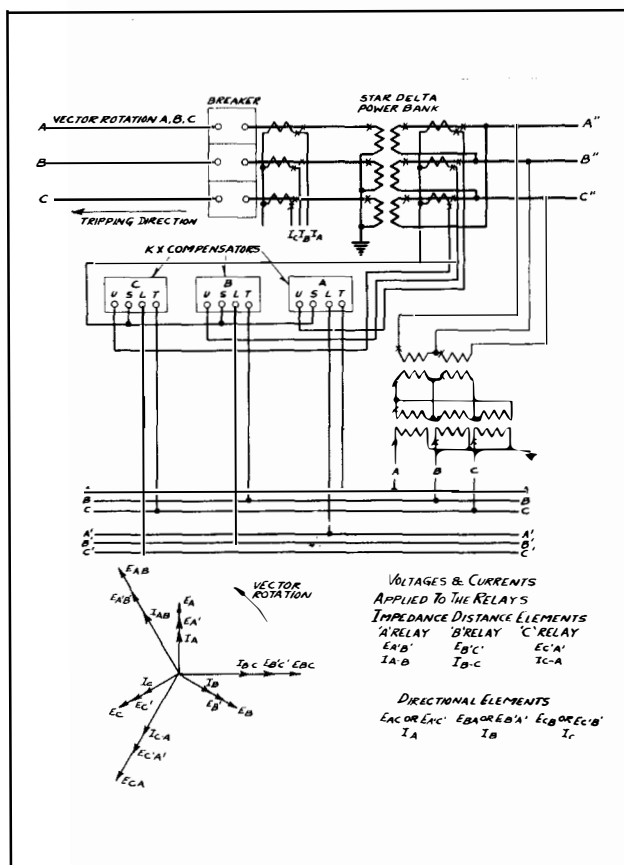 BREAKER
STAR DELTA
POWER BANK
A VECTOR ROTATION A, B, C
A"
B
B"
C
C"
TRIPPING DIRECTION
IC IB IA
KX COMPENSATORS
C
B
A
U S L T
U S L T
U S L T
A B C
A
B B
C C
A' A'
B' B'
C' C'
EAB
EA'B'
IAB
EA
EA'
IA
VECTOR
ROTATION
IBC EB'C' EBC
IC
EC'
EC
IB
EB'
EB
IC-A
EC'A'
ECA
VOLTAGES & CURRENTS
APPLIED TO THE RELAYS
IMPEDANCE DISTANCE ELEMENTS
'A' RELAY 'B' RELAY 'C' RELAY
EA'B' EB'C' EC'A'
IA-B IB-C IC-A
DIRECTIONAL ELEMENTS
EAC OR EA'C' EBA OR EB'A' ECB OR EC'B'
IA IB IC